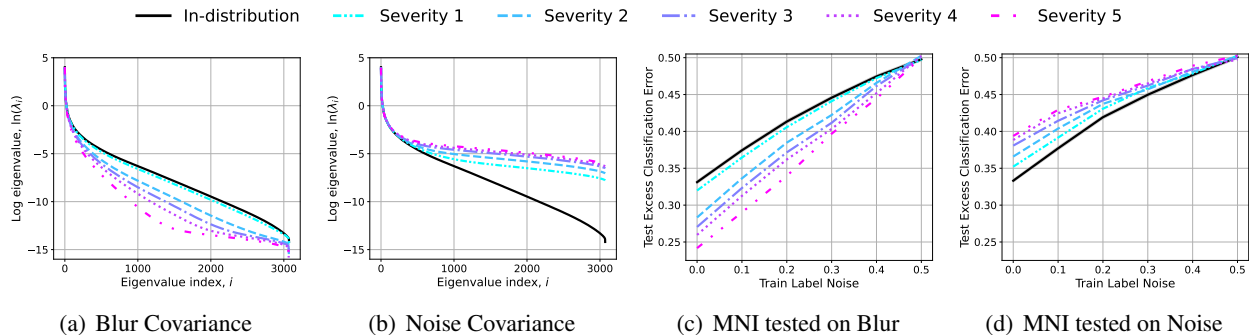 In-distribution
Severity 1
Severity 2
Severity 3
Severity 4
Severity 5
Log eigenvalue, ln(λi)
5
0
−5
−10
−15
0
1000
2000
3000
Eigenvalue index, i
(a) Blur Covariance
Log eigenvalue, ln(λi)
5
0
−5
−10
−15
0
1000
2000
3000
Eigenvalue index, i
(b) Noise Covariance
Test Excess Classification Error
0.50
0.45
0.40
0.35
0.30
0.25
0.0
0.1
0.2
0.3
0.4
0.5
Train Label Noise
(c) MNI tested on Blur
Test Excess Classification Error
0.50
0.45
0.40
0.35
0.30
0.25
0.0
0.1
0.2
0.3
0.4
0.5
Train Label Noise
(d) MNI tested on Noise